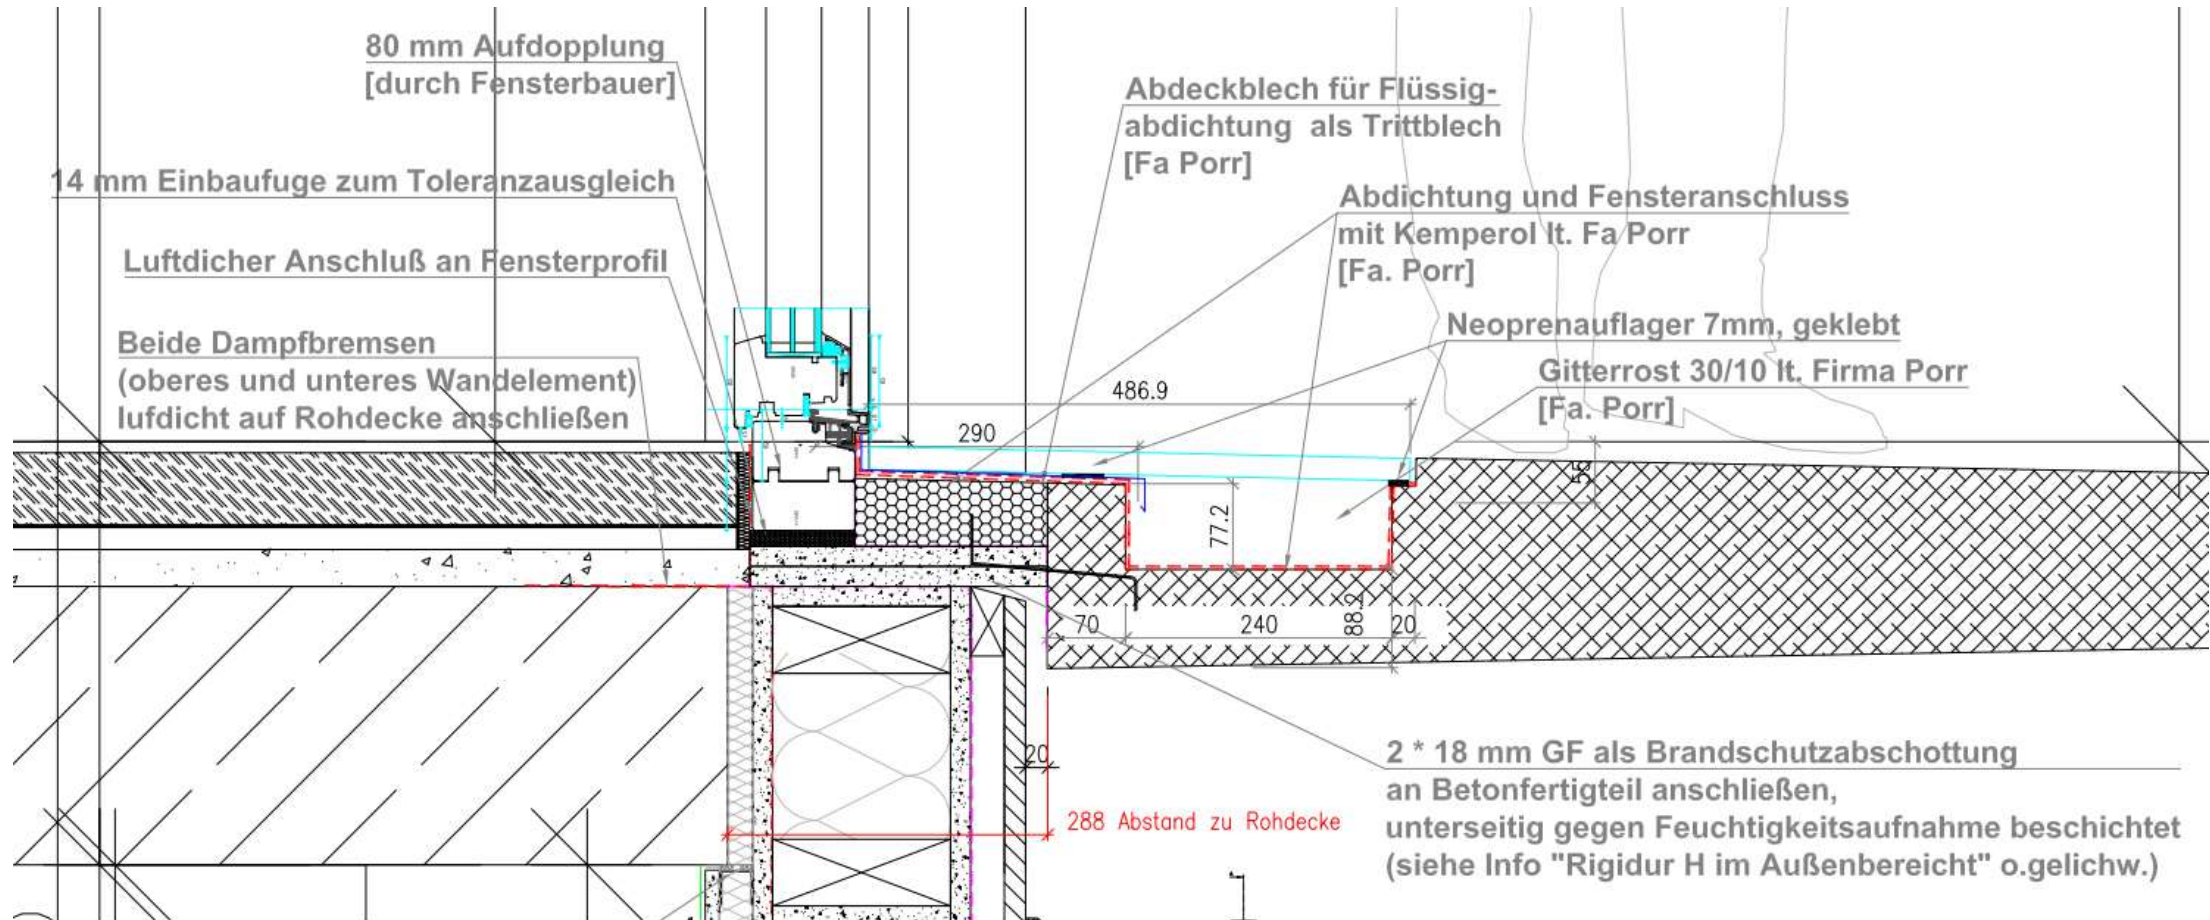 80 mm Aufdopplung
[durch Fensterbauer]
14 mm Einbaufuge zum Toleranzausgleich
Luftdicher Anschluß an Fensterprofil
Beide Dampfbremsen
(oberes und unteres Wandelement)
lufdicht auf Rohdecke anschließen
Abdeckblech für Flüssig-
abdichtung als Trittblech
[Fa Porr]
Abdichtung und Fensteranschluss
mit Kemperol lt. Fa Porr
[Fa. Porr]
Neoprenauflager 7mm, geklebt
Gitterrost 30/10 lt. Firma Porr
[Fa. Porr]
486.9
290
55
77.2
70
240
88.2
20
20
288 Abstand zu Rohdecke
2 * 18 mm GF als Brandschutzabschottung
an Betonfertigteil anschließen,
unterseitig gegen Feuchtigkeitsaufnahme beschichtet
(siehe Info "Rigidur H im Außenbereicht" o.gelichw.)